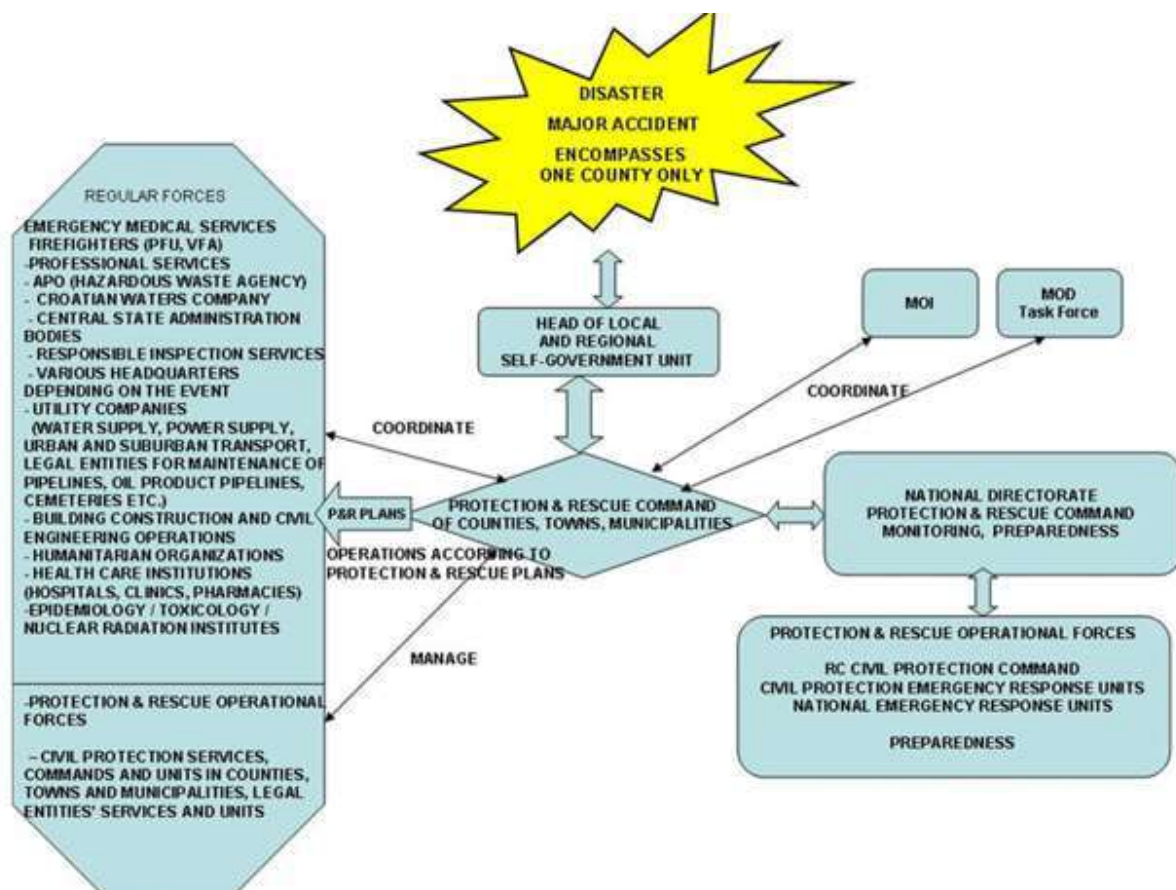 DISASTER
MAJOR ACCIDENT
ENCOMPASSES
ONE COUNTY ONLY
REGULAR FORCES
EMERGENCY MEDICAL SERVICES
FIREFIGHTERS (PFU, VFA)
-PROFESSIONAL SERVICES
- APO (HAZARDOUS WASTE AGENCY)
- CROATIAN WATERS COMPANY
- CENTRAL STATE ADMINISTRATION
BODIES
- RESPONSIBLE INSPECTION SERVICES
- VARIOUS HEADQUARTERS
DEPENDING ON THE EVENT
- UTILITY COMPANIES
(WATER SUPPLY, POWER SUPPLY,
URBAN AND SUBURBAN TRANSPORT,
LEGAL ENTITIES FOR MAINTENANCE OF
PIPELINES, OIL PRODUCT PIPELINES,
CEMETERIES ETC.)
- BUILDING CONSTRUCTION AND CIVIL
ENGINEERING OPERATIONS
- HUMANITARIAN ORGANIZATIONS
- HEALTH CARE INSTITUTIONS
(HOSPITALS, CLINICS, PHARMACIES)
-EPIDEMIOLOGY / TOXICOLOGY /
NUCLEAR RADIATION INSTITUTES
-PROTECTION & RESCUE OPERATIONAL
FORCES
– CIVIL PROTECTION SERVICES,
COMMANDS AND UNITS IN COUNTIES,
TOWNS AND MUNICIPALITIES, LEGAL
ENTITIES' SERVICES AND UNITS
HEAD OF LOCAL
AND REGIONAL
SELF-GOVERNMENT UNIT
MOI
MOD
Task Force
COORDINATE
COORDINATE
P&R PLANS
PROTECTION & RESCUE COMMAND
OF COUNTIES, TOWNS, MUNICIPALITIES
OPERATIONS ACCORDING TO
PROTECTION & RESCUE PLANS
MANAGE
NATIONAL DIRECTORATE
PROTECTION & RESCUE COMMAND
MONITORING, PREPAREDNESS
PROTECTION & RESCUE OPERATIONAL FORCES
RC CIVIL PROTECTION COMMAND
CIVIL PROTECTION EMERGENCY RESPONSE UNITS
NATIONAL EMERGENCY RESPONSE UNITS
PREPAREDNESS